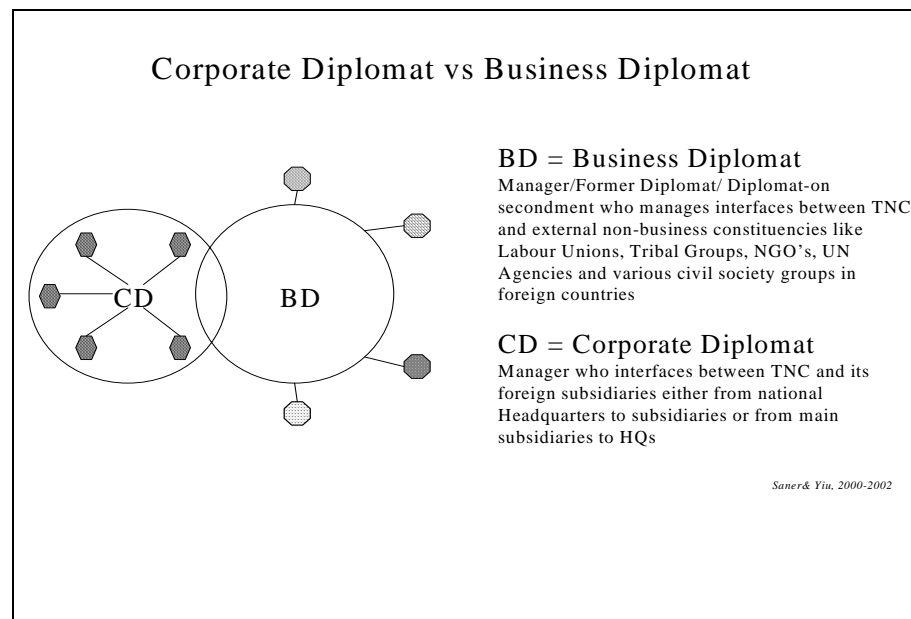 Corporate Diplomat vs Business Diplomat
CD
BD
BD = Business Diplomat
Manager/Former Diplomat/ Diplomat-on
secondment who manages interfaces between TNC
and external non-business constituencies like
Labour Unions, Tribal Groups, NGO's, UN
Agencies and various civil society groups in
foreign countries
CD = Corporate Diplomat
Manager who interfaces between TNC and its
foreign subsidiaries either from national
Headquarters to subsidiaries or from main
subsidiaries to HQs
Saner& Yiu, 2000-2002